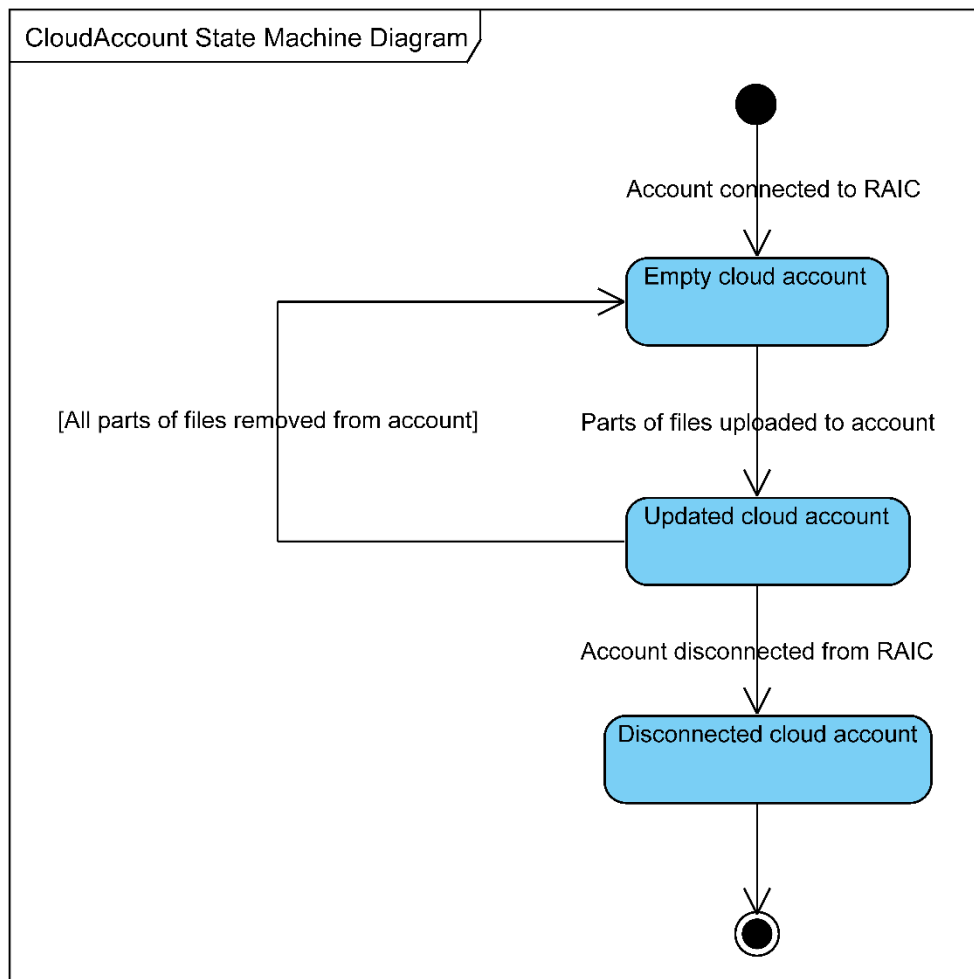 CloudAccount State Machine Diagram
Account connected to RAIC
Empty cloud account
[All parts of files removed from account]
Parts of files uploaded to account
Updated cloud account
Account disconnected from RAIC
Disconnected cloud account